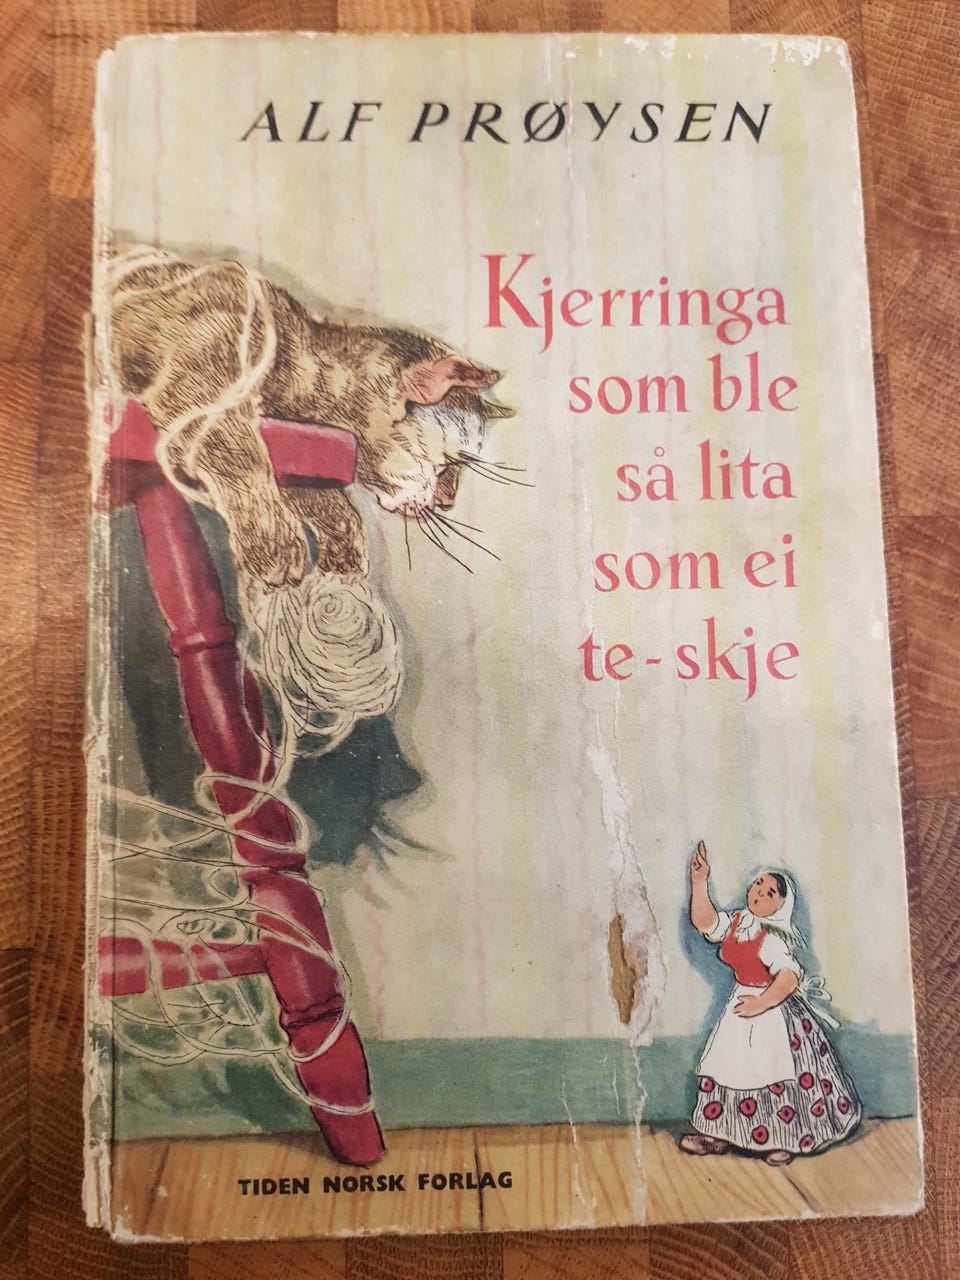 ALF PRØYSEN
Kjerringa
som ble
så lita
som ei
te-skje
TIDEN NORSK FORLAG